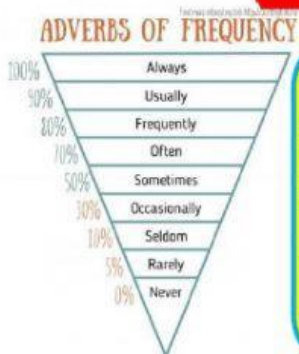 ADVERBS OF FREQUENCY
100% Always
90% Usually
80% Frequently
70% Often
50% Sometimes
30% Occasionally
10% Seldom
5% Rarely
0% Never